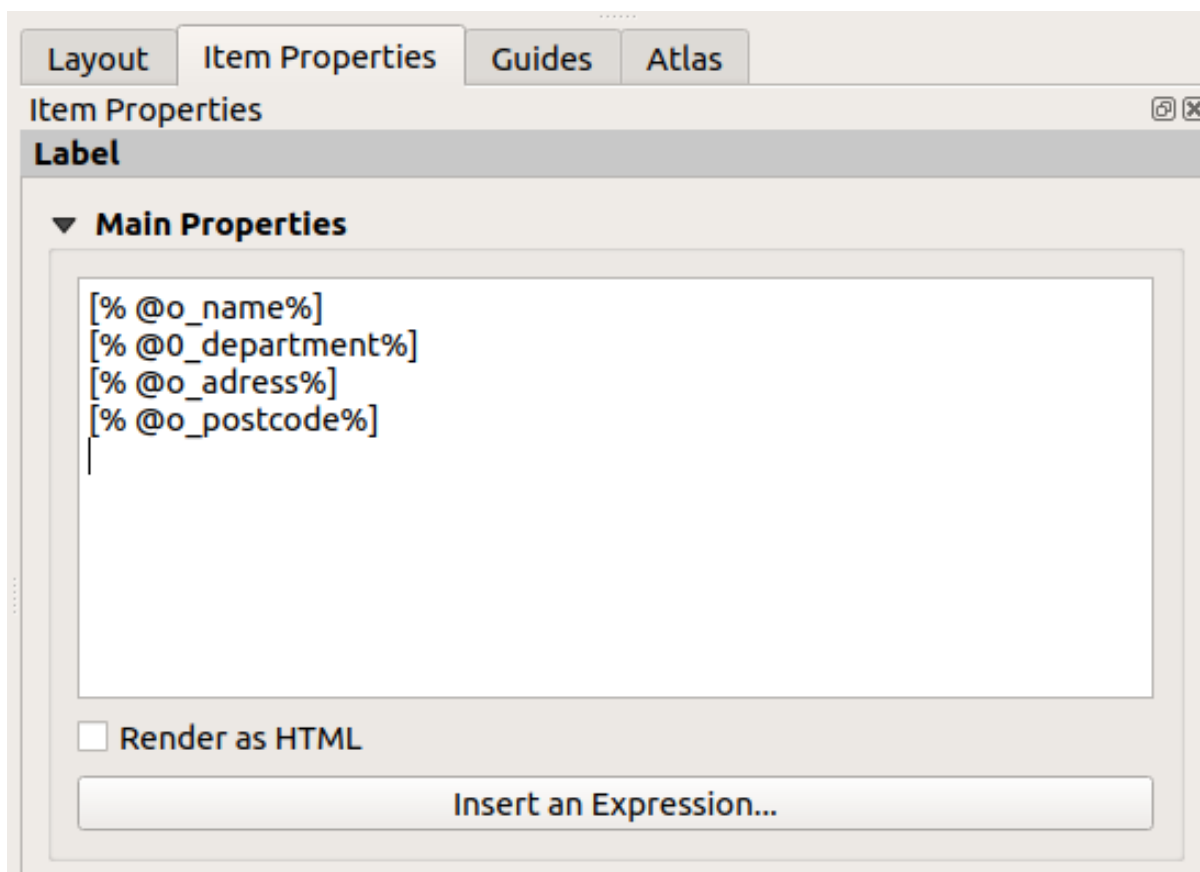 Layout Item Properties Guides Atlas
Item Properties
Label
Main Properties
[% @o_name%]
[% @0_department%]
[% @o_adress%]
[% @o_postcode%]
Render as HTML
Insert an Expression...